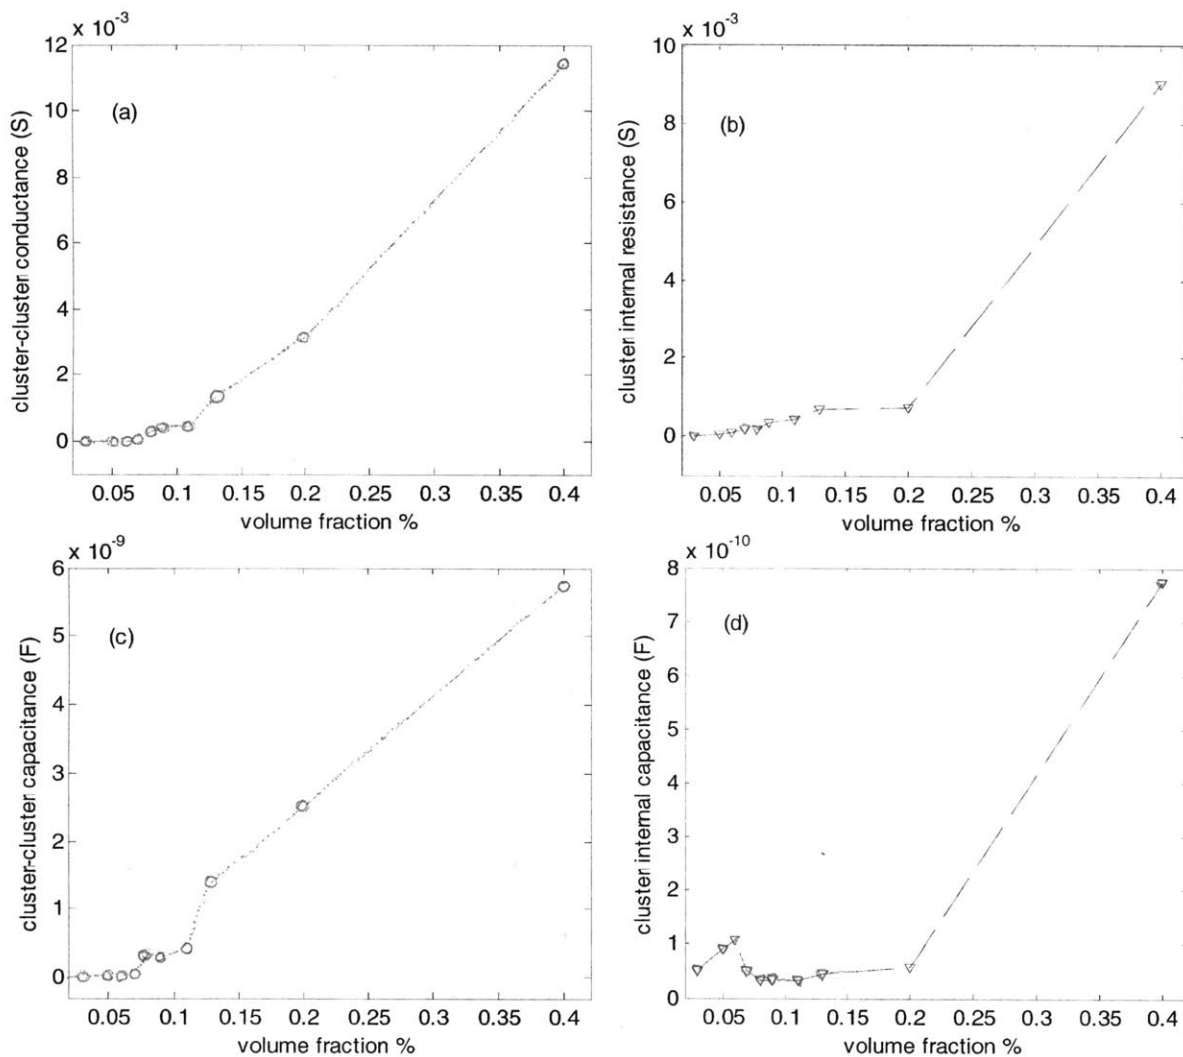 x 10-3
12
10
8
6
4
2
0
(a)
cluster-cluster conductance (S)
0.05 0.1 0.15 0.2 0.25 0.3 0.35 0.4
volume fraction %
x 10-3
10
8
6
4
2
0
(b)
cluster internal resistance (S)
0.05 0.1 0.15 0.2 0.25 0.3 0.35 0.4
volume fraction %
x 10-9
6
5
4
3
2
1
0
(c)
cluster-cluster capacitance (F)
0.05 0.1 0.15 0.2 0.25 0.3 0.35 0.4
volume fraction %
x 10-10
8
7
6
5
4
3
2
1
0
(d)
cluster internal capacitance (F)
0.05 0.1 0.15 0.2 0.25 0.3 0.35 0.4
volume fraction %